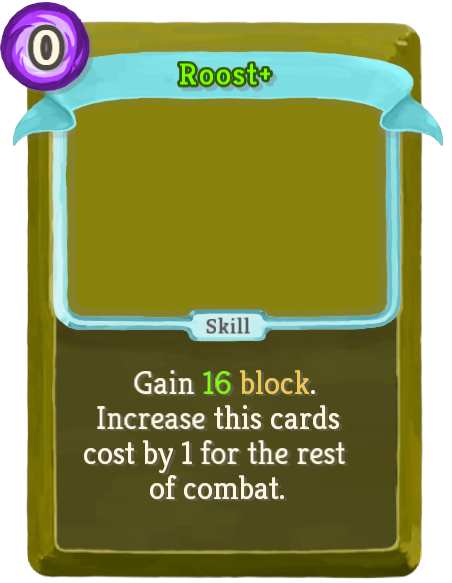 0
Roost+
Skill
Gain 16 block.
Increase this cards
cost by 1 for the rest
of combat.